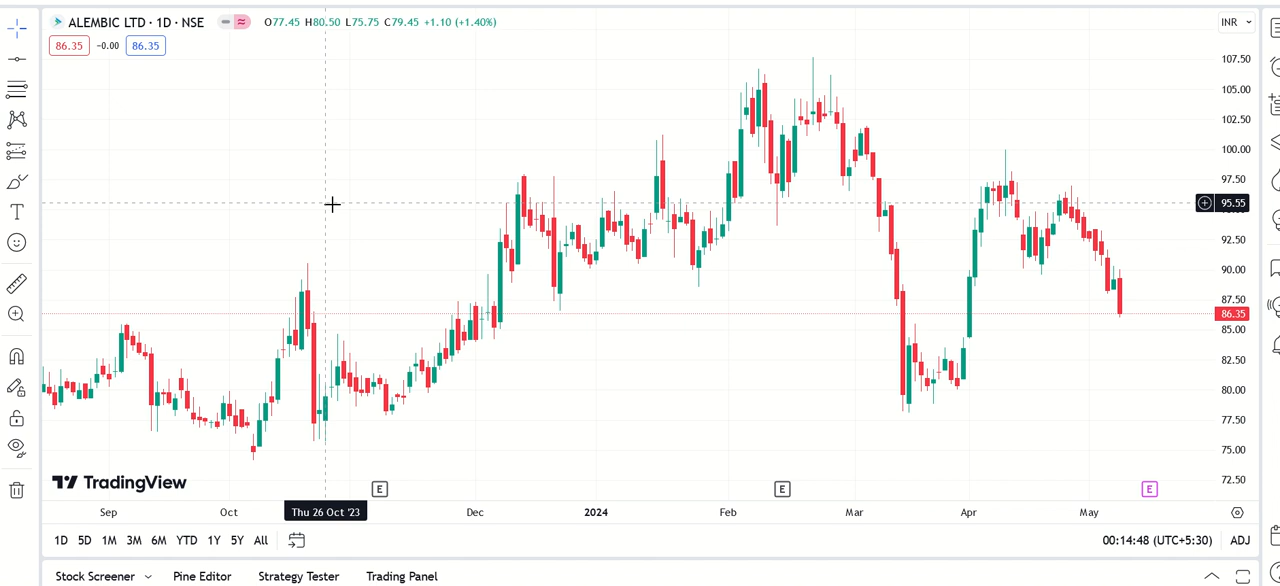 ALEMBIC LTD · 1D · NSE O77.45 H80.50 L75.75 C79.45 +1.10 (+1.40%) INR
86.35 -0.00 86.35
107.50
105.00
102.50
100.00
97.50
95.55
92.50
90.00
87.50
86.35
85.00
82.50
80.00
77.50
75.00
72.50
TradingView
E E E
Sep Oct Thu 26 Oct '23 Dec 2024 Feb Mar Apr May
1D 5D 1M 3M 6M YTD 1Y 5Y All 00:14:48 (UTC+5:30) ADJ
Stock Screener Pine Editor Strategy Tester Trading Panel